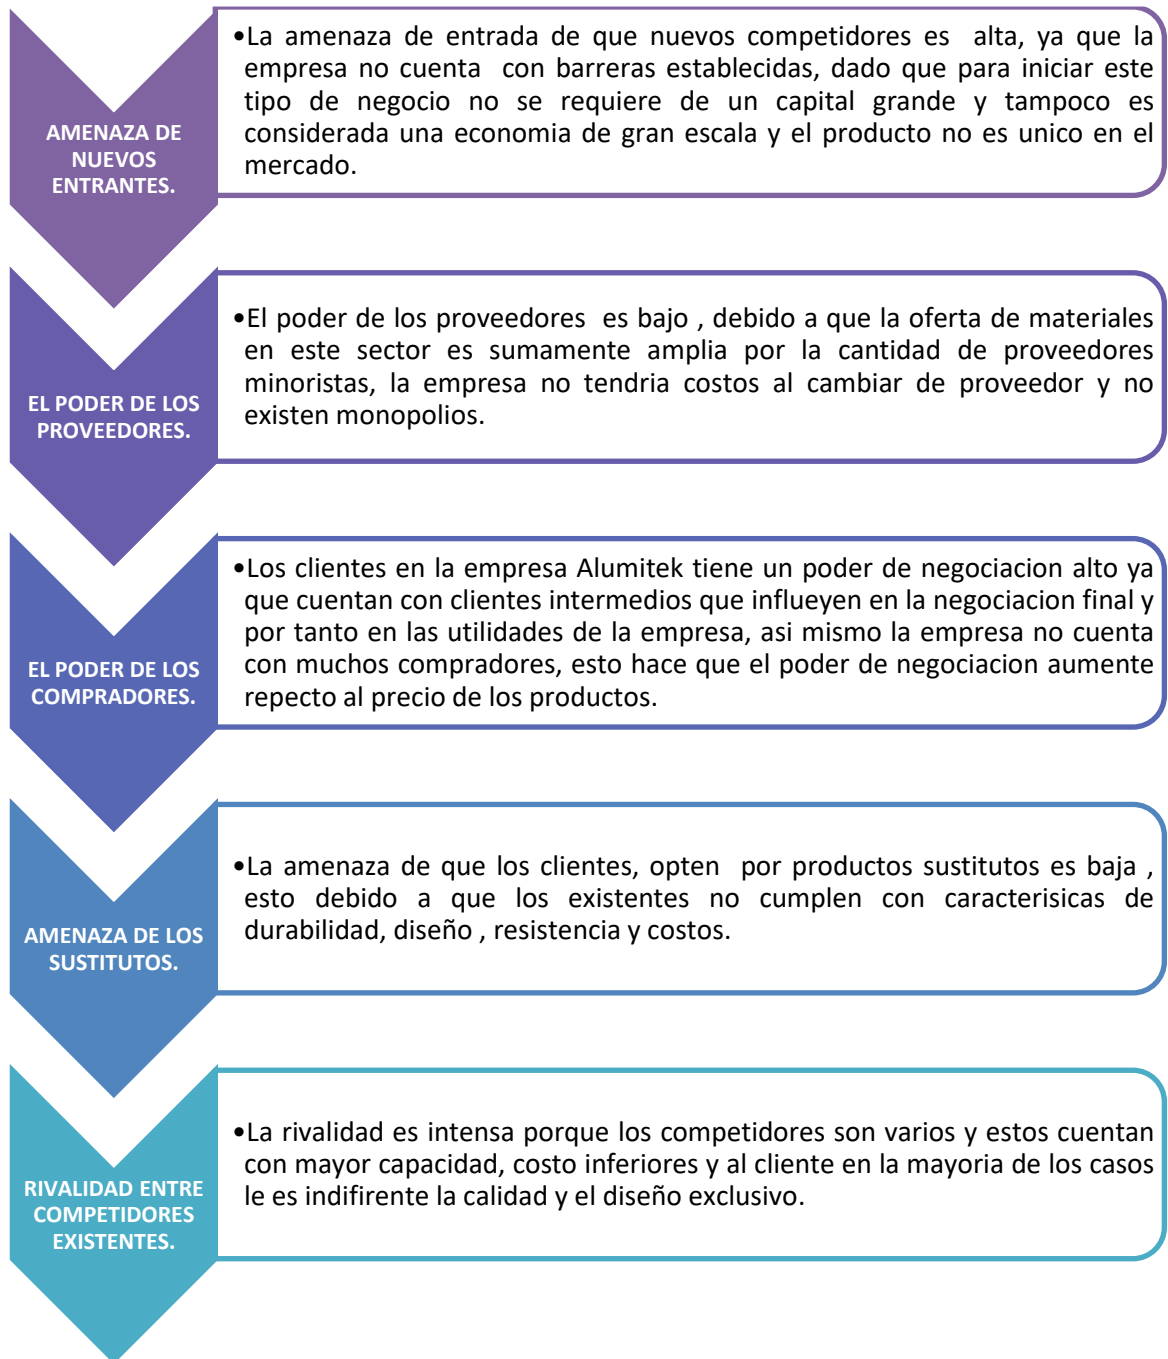 AMENAZA DE
NUEVOS
ENTRANTES.
•La amenaza de entrada de que nuevos competidores es alta, ya que la
empresa no cuenta con barreras establecidas, dado que para iniciar este
tipo de negocio no se requiere de un capital grande y tampoco es
considerada una economia de gran escala y el producto no es unico en el
mercado.
EL PODER DE LOS
PROVEEDORES.
•El poder de los proveedores es bajo , debido a que la oferta de materiales
en este sector es sumamente amplia por la cantidad de proveedores
minoristas, la empresa no tendria costos al cambiar de proveedor y no
existen monopolios.
EL PODER DE LOS
COMPRADORES.
•Los clientes en la empresa Alumitek tiene un poder de negociacion alto ya
que cuentan con clientes intermedios que influeyen en la negociacion final y
por tanto en las utilidades de la empresa, asi mismo la empresa no cuenta
con muchos compradores, esto hace que el poder de negociacion aumente
repecto al precio de los productos.
AMENAZA DE LOS
SUSTITUTOS.
•La amenaza de que los clientes, opten por productos sustitutos es baja ,
esto debido a que los existentes no cumplen con caracterisicas de
durabilidad, diseño , resistencia y costos.
RIVALIDAD ENTRE
COMPETIDORES
EXISTENTES.
•La rivalidad es intensa porque los competidores son varios y estos cuentan
con mayor capacidad, costo inferiores y al cliente en la mayoria de los casos
le es indifirente la calidad y el diseño exclusivo.